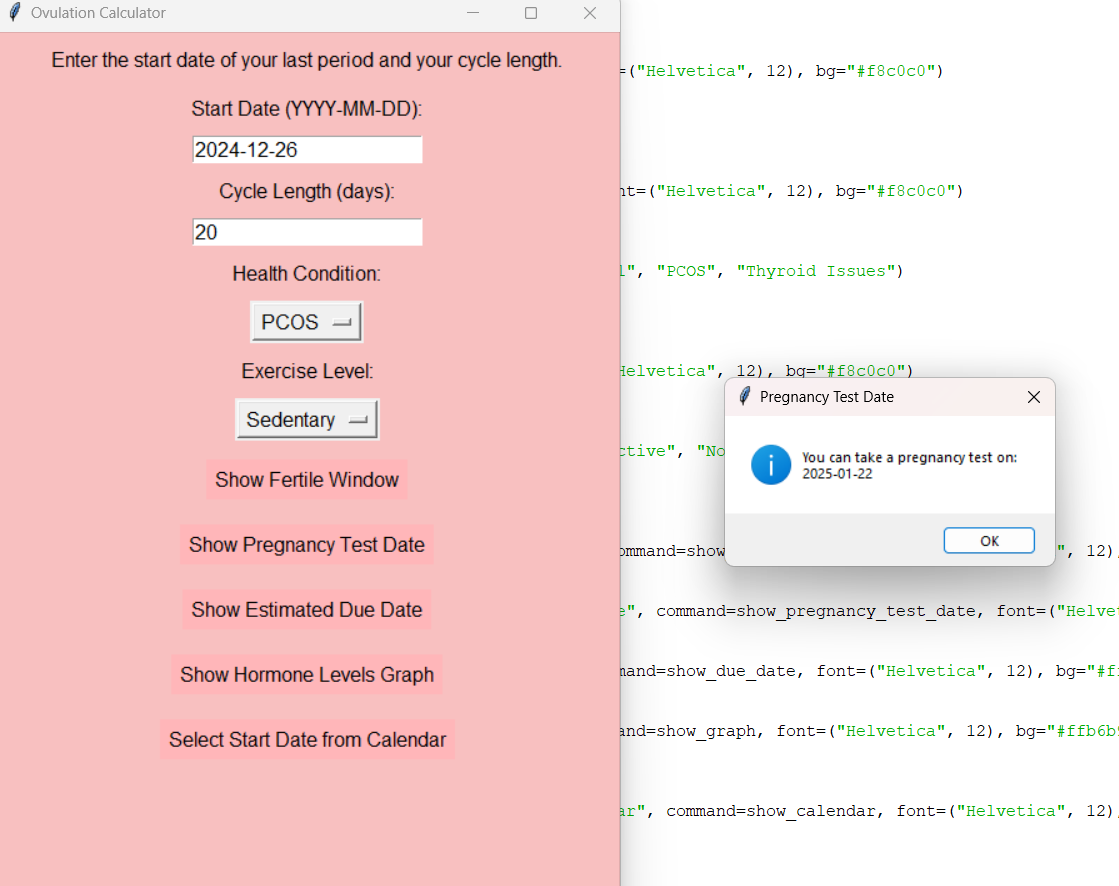 Ovulation Calculator
Enter the start date of your last period and your cycle length.
Start Date (YYYY-MM-DD):
2024-12-26
Cycle Length (days):
20
Health Condition:
PCOS
Exercise Level:
Sedentary
Show Fertile Window
Show Pregnancy Test Date
Show Estimated Due Date
Show Hormone Levels Graph
Select Start Date from Calendar
=("Helvetica", 12), bg="#f8c0c0")
nt=("Helvetica", 12), bg="#f8c0c0")
l", "PCOS", "Thyroid Issues")
Helvetica", 12), bg="#f8c0c0")
ctive", "No
ommand=show
", 12),
e", command=show_pregnancy_test_date, font=("Helve
mand=show_due_date, font=("Helvetica", 12), bg="#f
and=show_graph, font=("Helvetica", 12), bg="#ffb6b
ar", command=show_calendar, font=("Helvetica", 12),
Pregnancy Test Date
You can take a pregnancy test on:
2025-01-22
OK